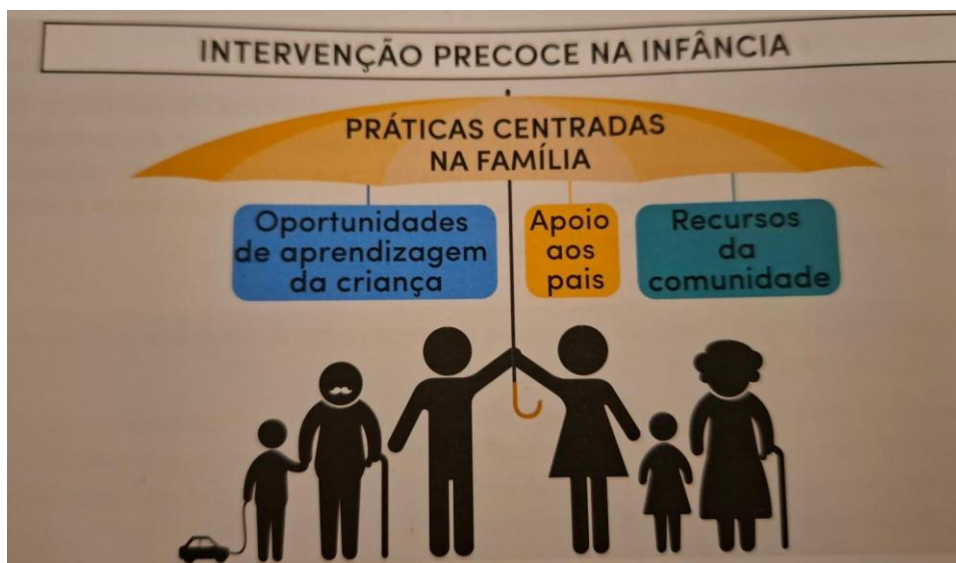 INTERVENÇÃO PRECOCE NA INFÂNCIA
PRÁTICAS CENTRADAS
NA FAMÍLIA
Oportunidades
de aprendizagem
da criança
Apoio
aos
pais
Recursos
da
comunidade